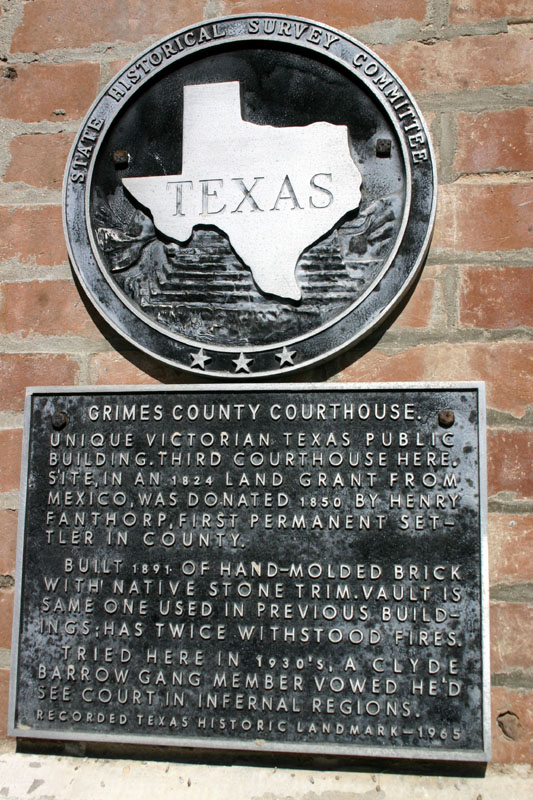 STATE HISTORICAL SURVEY COMMITTEE
TEXAS
GRIMES COUNTY COURTHOUSE.
UNIQUE VICTORIAN TEXAS PUBLIC
BUILDING. THIRD COURTHOUSE HERE.
SITE, IN AN 1824 LAND GRANT FROM
MEXICO, WAS DONATED 1850 BY HENRY
FANTHORP, FIRST PERMANENT SET-
TLER IN COUNTY.
BUILT 1891 OF HAND-MOLDED BRICK
WITH NATIVE STONE TRIM. VAULT IS
SAME ONE USED IN PREVIOUS BUILD-
INGS; HAS TWICE WITHSTOOD FIRES.
TRIED HERE IN 1930'S, A CLYDE
BARROW GANG MEMBER VOWED HE'D
SEE COURT IN INFERNAL REGIONS.
RECORDED TEXAS HISTORIC LANDMARK-1965